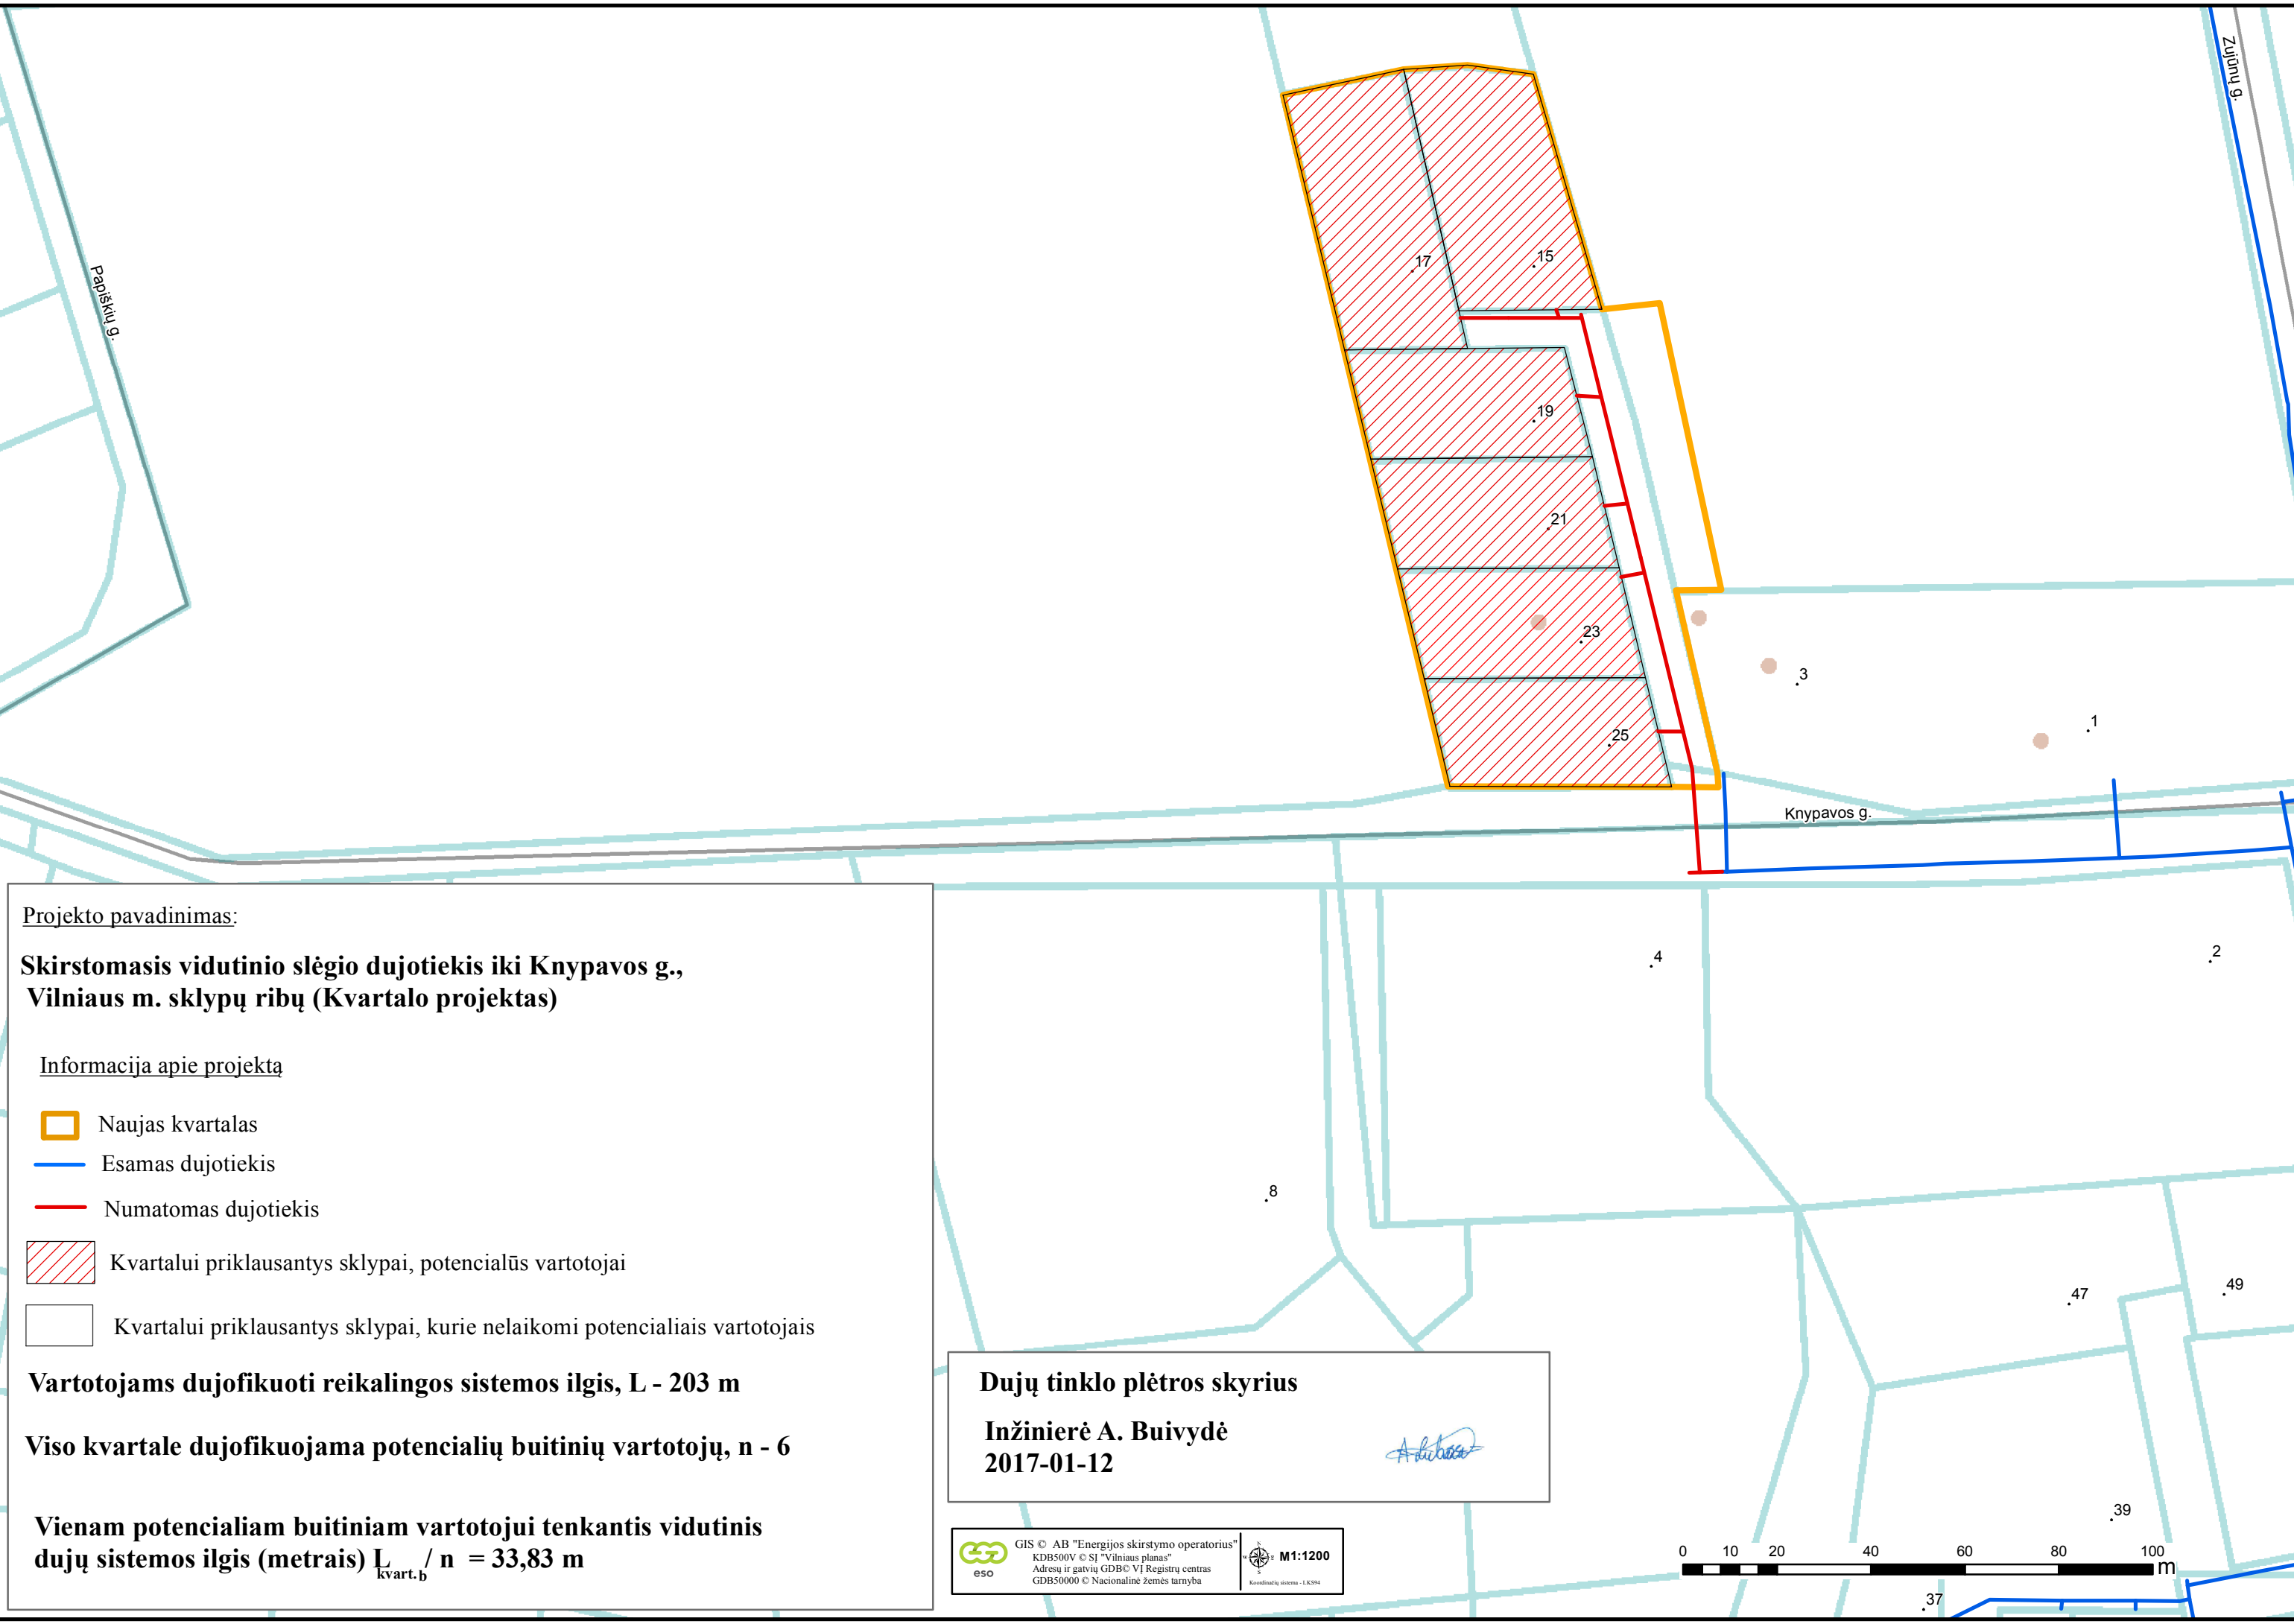 Zujūnų g.
Papiškių g.
17
15
19
21
23
25
3
1
Knypavos g.
4
2
8
47
49
39
37
Projekto pavadinimas:
Skirstomasis vidutinio slėgio dujotiekis iki Knypavos g.,
Vilniaus m. sklypų ribų (Kvartalo projektas)
Informacija apie projektą
Naujas kvartalas
Esamas dujotiekis
Numatomas dujotiekis
Kvartalui priklausantys sklypai, potencialūs vartotojai
Kvartalui priklausantys sklypai, kurie nelaikomi potencialiais vartotojais
Vartotojams dujofikuoti reikalingos sistemos ilgis, L - 203 m
Viso kvartale dujofikuojama potencialių buitinių vartotojų, n - 6
Vienam potencialiam buitiniam vartotojui tenkantis vidutinis
dujų sistemos ilgis (metrais) L kvart.b / n = 33,83 m
Dujų tinklo plėtros skyrius
Inžinierė A. Buivydė
2017-01-12
eso
GIS © AB "Energijos skirstymo operatorius"
KDB500V © SĮ "Vilniaus planas"
Adresų ir gatvių GDB© VĮ Registrų centras
GDB50000 © Nacionalinė žemės tarnyba
M1:1200
Koordinačių sistema - LKS94
0 10 20 40 60 80 100
m